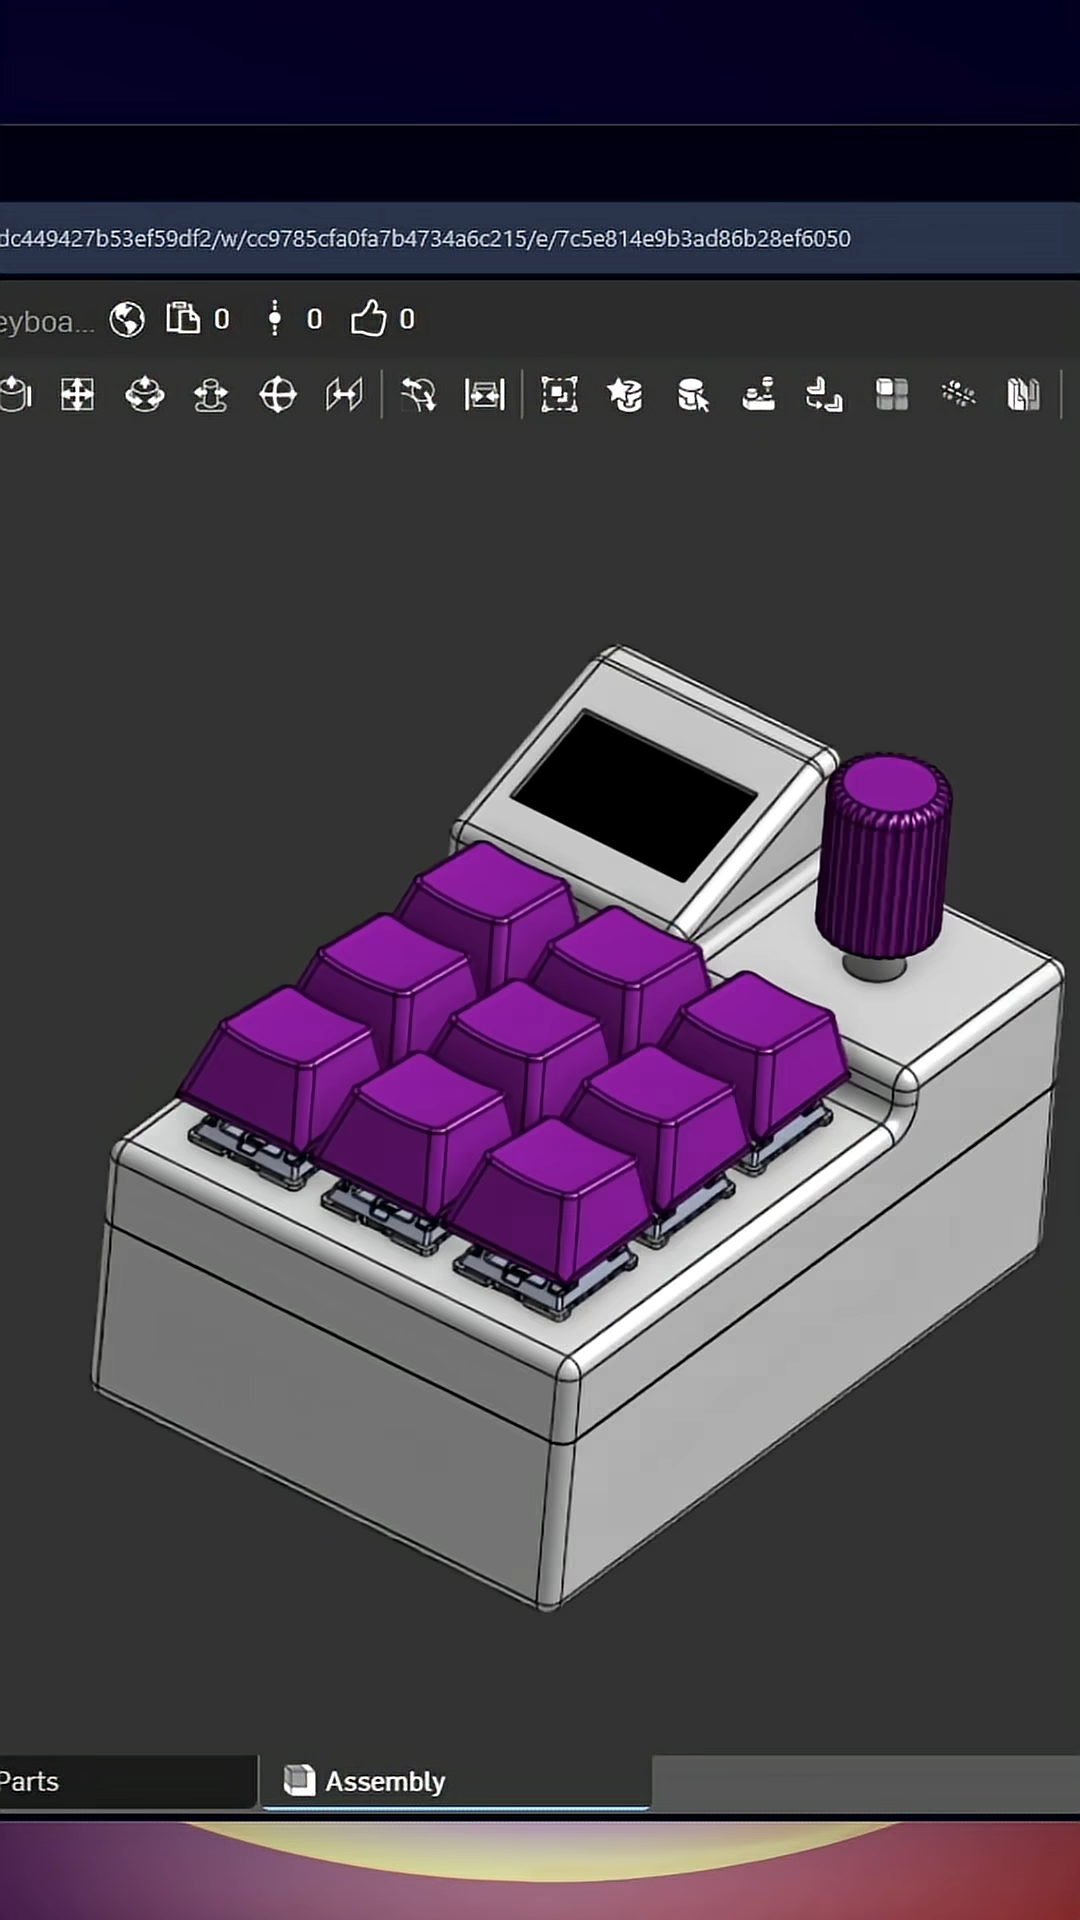 dc449427b53ef59df2/w/cc9785cfa0fa7b4734a6c215/e/7c5e814e9b3ad86b28ef6050
eyboa... 0 0 0
Parts
Assembly